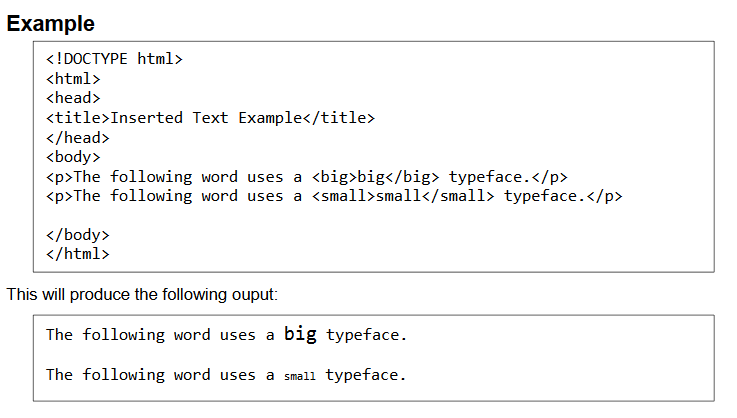 Example
<!DOCTYPE html>
<html>
<head>
<title>Inserted Text Example</title>
</head>
<body>
<p>The following word uses a <big>big</big> typeface.</p>
<p>The following word uses a <small>small</small> typeface.</p>
</body>
</html>
This will produce the following ouput:
The following word uses a big typeface.
The following word uses a small typeface.